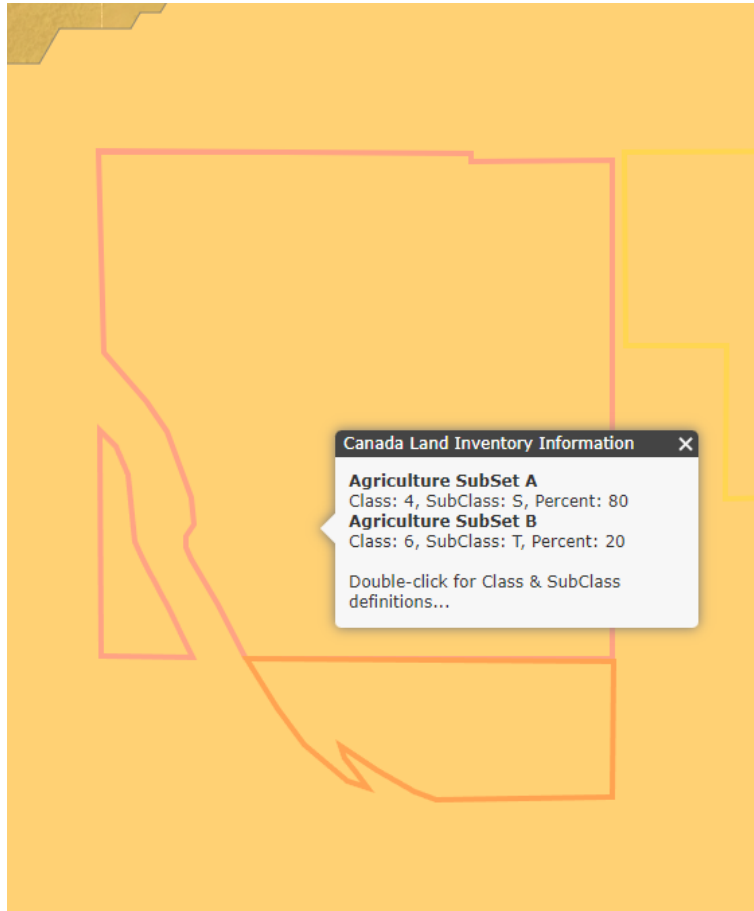 Canada Land Inventory Information
Agriculture SubSet A
Class: 4, SubClass: S, Percent: 80
Agriculture SubSet B
Class: 6, SubClass: T, Percent: 20
Double-click for Class & SubClass
definitions...